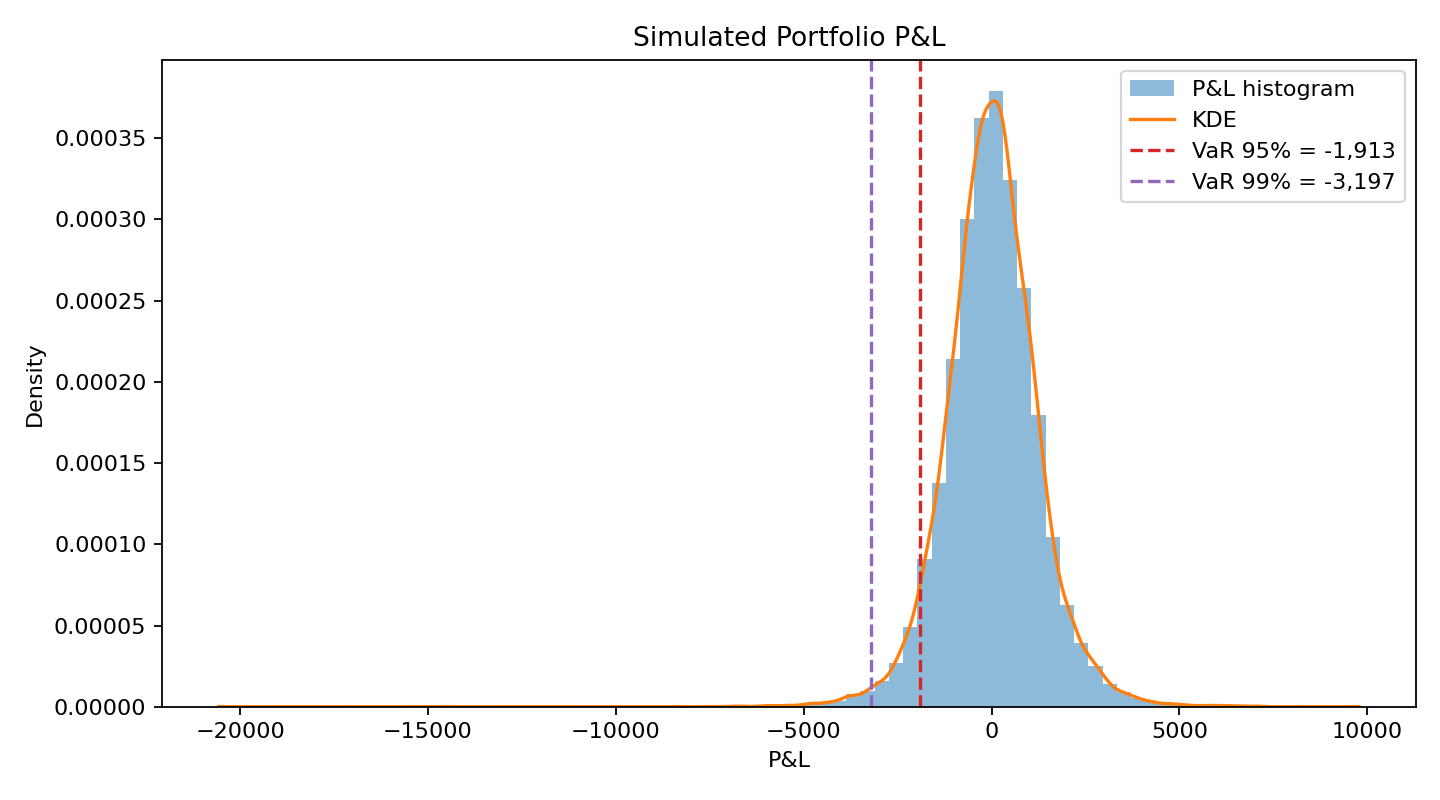 Simulated Portfolio P&L
P&L histogram
KDE
VaR 95% = -1,913
VaR 99% = -3,197
0.00035
0.00030
0.00025
0.00020
0.00015
0.00010
0.00005
0.00000
Density
−20000 −15000 −10000 −5000 0 5000 10000
P&L